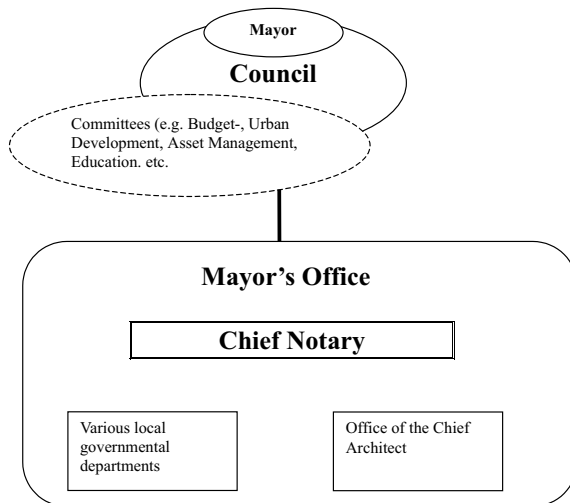 Mayor
Council
Committees (e.g. Budget-, Urban
Development, Asset Management,
Education. etc.
Mayor’s Office
Chief Notary
Various local
governmental
departments
Office of the Chief
Architect